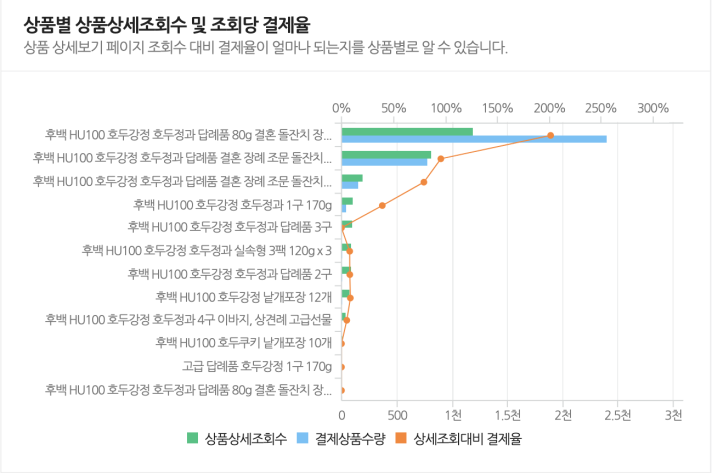 상품별 상품상세조회수 및 조회당 결제율
상품 상세보기 페이지 조회수 대비 결제율이 얼마나 되는지를 상품별로 알 수 있습니다.
0% 50% 100% 150% 200% 250% 300%
후백 HU100 호두강정 호두정과 답례품 80g 결혼 돌잔치 장...
후백 HU100 호두강정 호두정과 답례품 결혼 장례 조문 돌잔치...
후백 HU100 호두강정 호두정과 답례품 결혼 장례 조문 돌잔치...
후백 HU100 호두강정 호두정과 1구 170g
후백 HU100 호두강정 호두정과 답례품 3구
후백 HU100 호두강정 호두정과 실속형 3팩 120g x 3
후백 HU100 호두강정 호두정과 답례품 2구
후백 HU100 호두강정 낱개포장 12개
후백 HU100 호두강정 호두정과 4구 이바지, 상견례 고급선물
후백 HU100 호두쿠키 낱개포장 10개
고급 답례품 호두강정 1구 170g
후백 HU100 호두강정 호두정과 답례품 80g 결혼 돌잔치 장...
0 500 1천 1.5천 2천 2.5천 3천
상품상세조회수 결제상품수량 상세조회대비 결제율